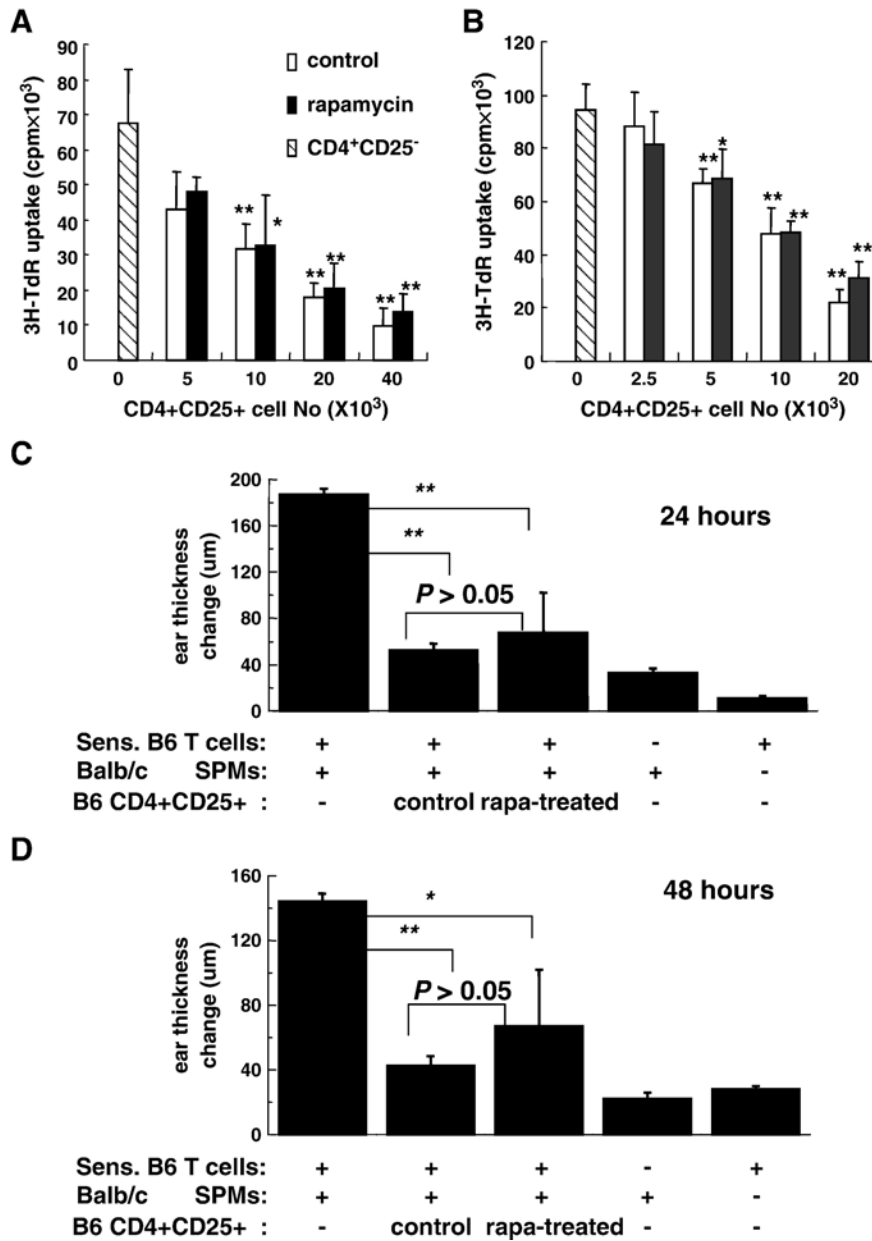 A
3H-TdR uptake (cpm×10³)
90
80
70
60
50
40
30
20
10
0
control
rapamycin
CD4⁺CD25⁻
**
*
**
**
**
**
0 5 10 20 40
CD4+CD25+ cell No (X10³)
B
3H-TdR uptake (cpm×10³)
120
100
80
60
40
20
0
**
*
**
**
**
**
0 2.5 5 10 20
CD4+CD25+ cell No (X10³)
C
ear thickness
change (um)
200
160
120
80
40
0
24 hours
**
**
P > 0.05
Sens. B6 T cells: + + + - +
Balb/c SPMs: + + + + -
B6 CD4+CD25+ : - control rapa-treated - -
D
ear thickness
change (um)
160
120
80
40
0
48 hours
*
**
P > 0.05
Sens. B6 T cells: + + + - +
Balb/c SPMs: + + + + -
B6 CD4+CD25+ : - control rapa-treated - -